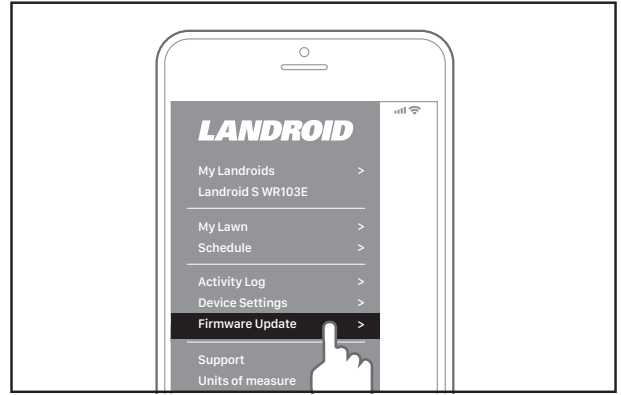 LANDROID
My Landroids >
Landroid S WR103E
My Lawn >
Schedule >
Activity Log >
Device Settings >
Firmware Update >
Support
Units of measure